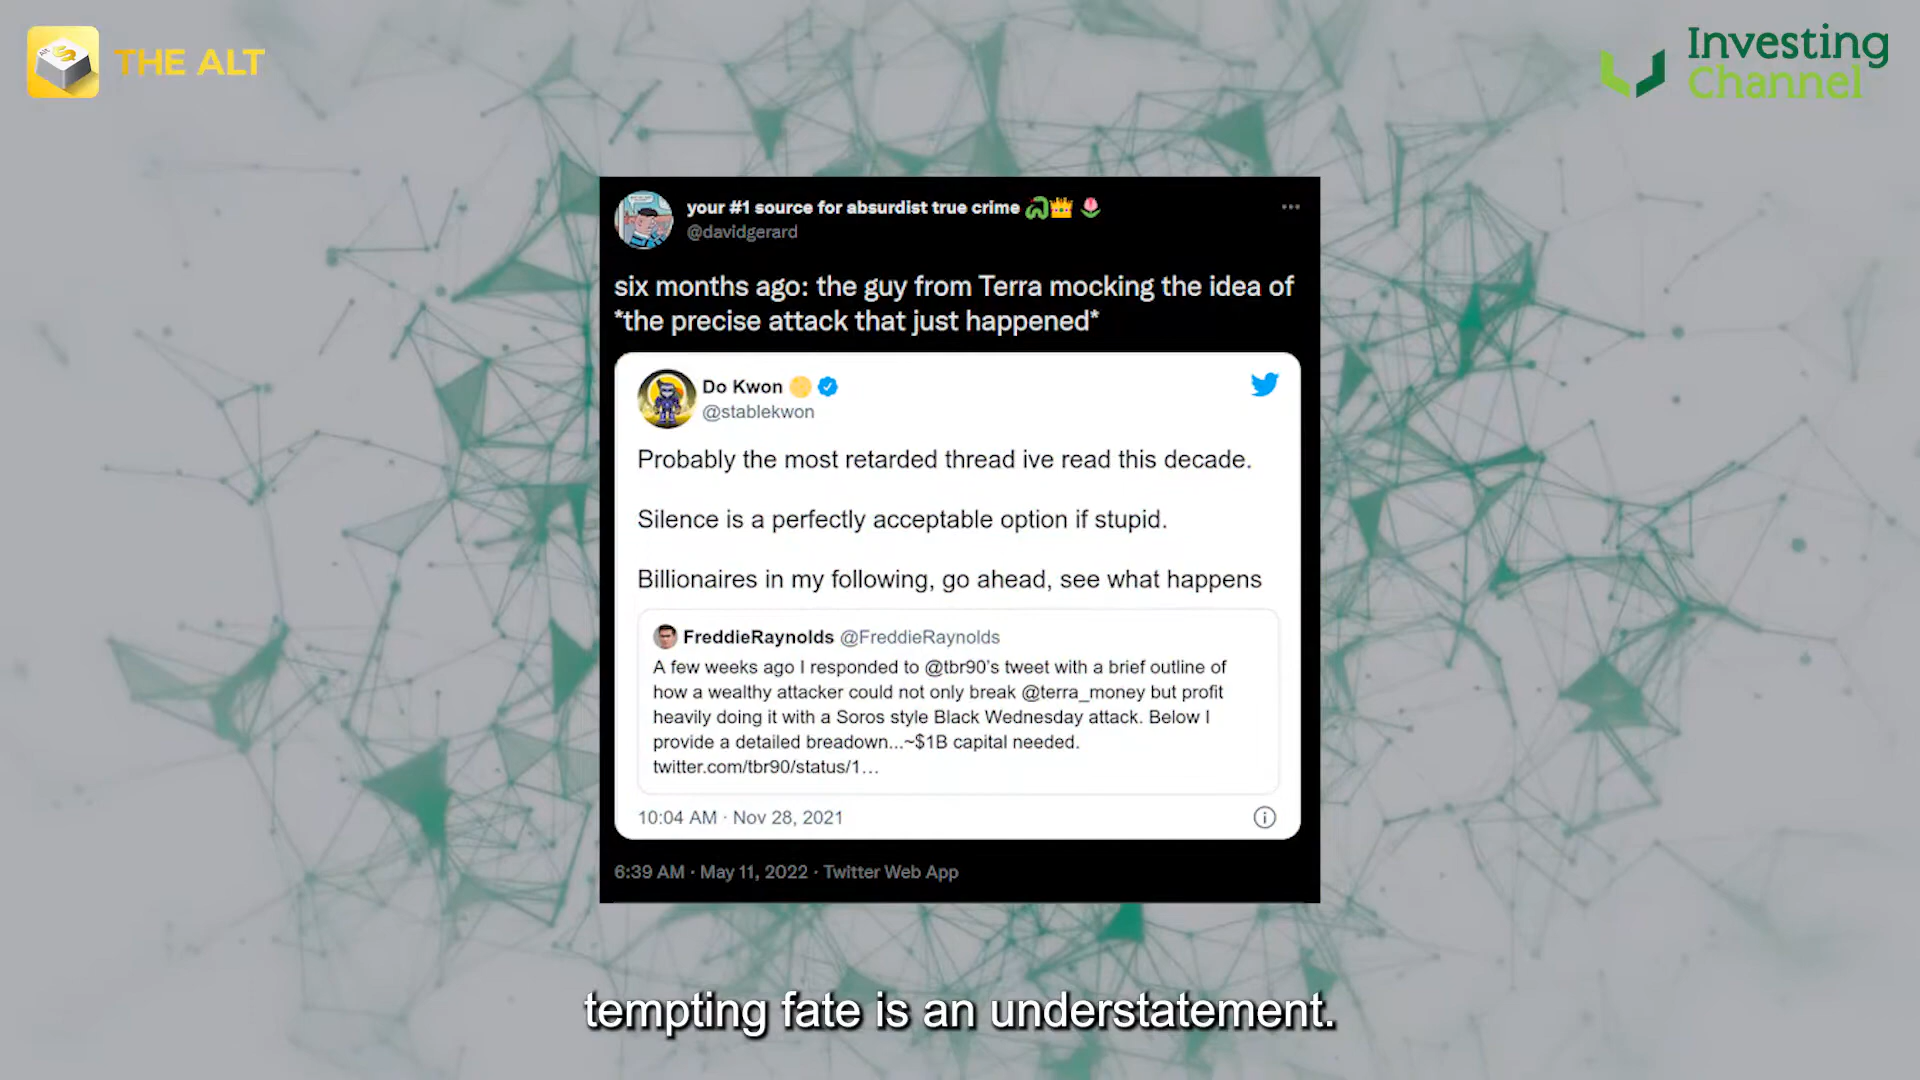 THE ALT
Investing
Channel
your #1 source for absurdist true crime
@davidgerard
six months ago: the guy from Terra mocking the idea of
*the precise attack that just happened*
Do Kwon
@stablekwon
Probably the most retarded thread ive read this decade.
Silence is a perfectly acceptable option if stupid.
Billionaires in my following, go ahead, see what happens
FreddieRaynolds @FreddieRaynolds
A few weeks ago I responded to @tbr90's tweet with a brief outline of
how a wealthy attacker could not only break @terra_money but profit
heavily doing it with a Soros style Black Wednesday attack. Below I
provide a detailed breadown...~$1B capital needed.
twitter.com/tbr90/status/1…
10:04 AM · Nov 28, 2021
6:39 AM · May 11, 2022 · Twitter Web App
tempting fate is an understatement.